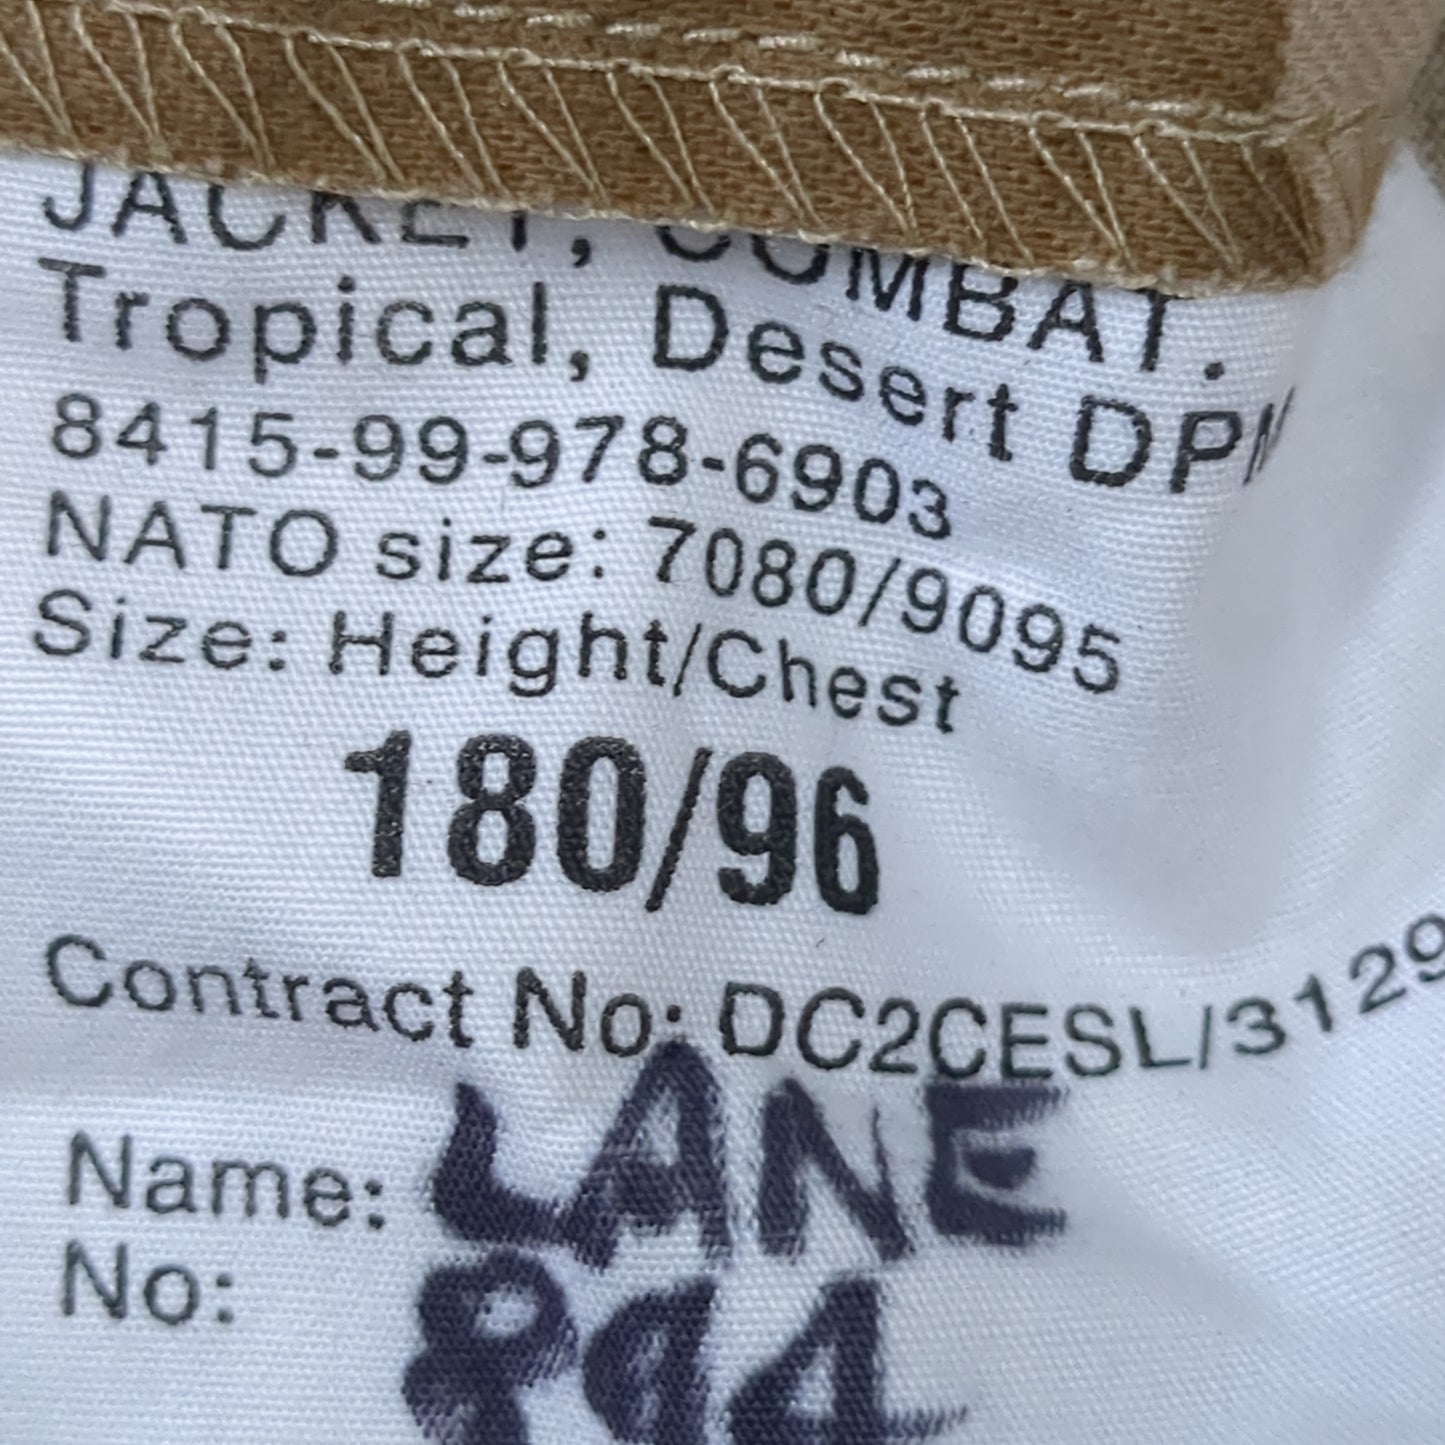 JACKET, COMBAT.
Tropical, Desert DPM
8415-99-978-6903
NATO size: 7080/9095
Size: Height/Chest
180/96
Contract No: DC2CESL/3129
Name: LANE
No: 894